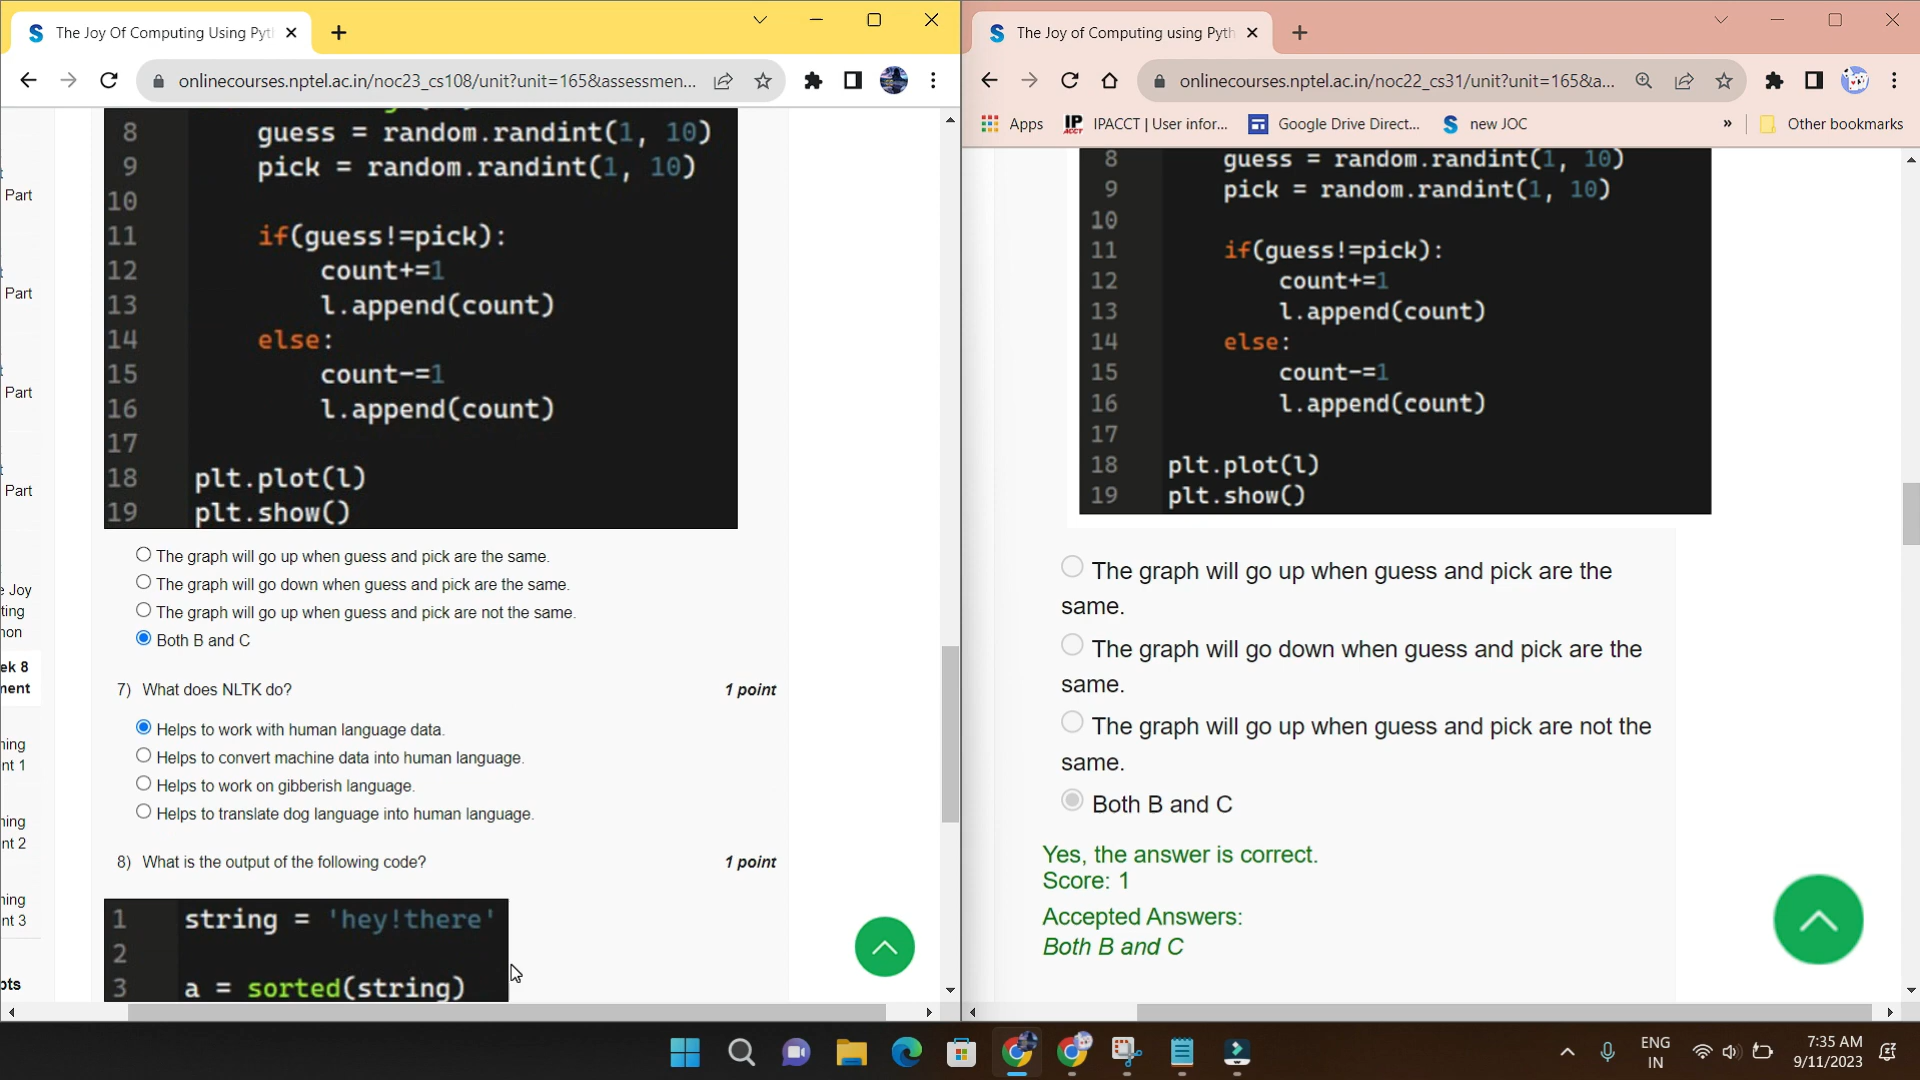 The Joy Of Computing Using Pyth
onlinecourses.nptel.ac.in/noc23_cs108/unit?unit=165&assessmen...
Part
Part
Part
Part
e Joy
ting
hon
ek 8
ment
ning
nt 1
ning
nt 2
ning
nt 3
pts
8 guess = random.randint(1, 10)
9 pick = random.randint(1, 10)
10
11 if(guess!=pick):
12 count+=1
13 l.append(count)
14 else:
15 count-=1
16 l.append(count)
17
18 plt.plot(l)
19 plt.show()
The graph will go up when guess and pick are the same.
The graph will go down when guess and pick are the same.
The graph will go up when guess and pick are not the same.
Both B and C
7) What does NLTK do? 1 point
Helps to work with human language data.
Helps to convert machine data into human language.
Helps to work on gibberish language.
Helps to translate dog language into human language.
8) What is the output of the following code? 1 point
1 string = 'hey!there'
2
3 a = sorted(string)
The Joy of Computing using Pyth
onlinecourses.nptel.ac.in/noc22_cs31/unit?unit=165&a...
Apps IPACCT | User infor... Google Drive Direct... new JOC » Other bookmarks
8 guess = random.randint(1, 10)
9 pick = random.randint(1, 10)
10
11 if(guess!=pick):
12 count+=1
13 l.append(count)
14 else:
15 count-=1
16 l.append(count)
17
18 plt.plot(l)
19 plt.show()
The graph will go up when guess and pick are the
same.
The graph will go down when guess and pick are the
same.
The graph will go up when guess and pick are not the
same.
Both B and C
Yes, the answer is correct.
Score: 1
Accepted Answers:
Both B and C
ENG
IN
7:35 AM
9/11/2023